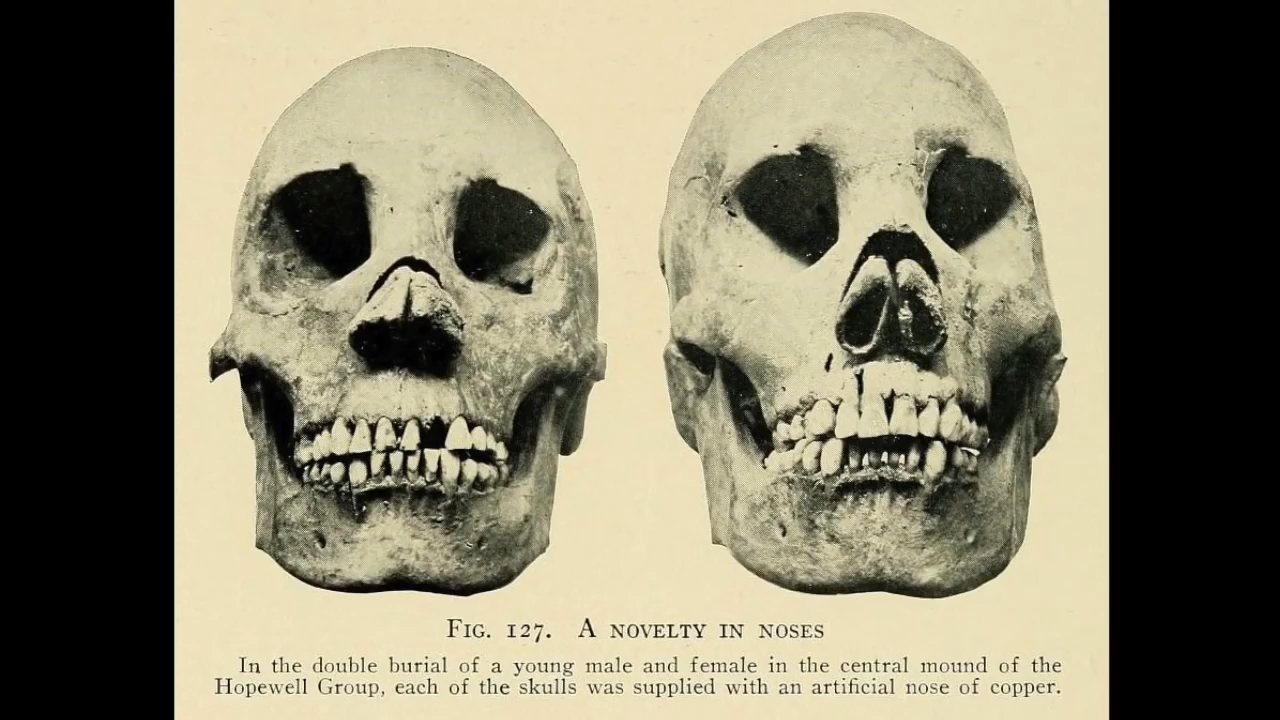 Fig. 127. A novelty in noses
In the double burial of a young male and female in the central mound of the
Hopewell Group, each of the skulls was supplied with an artificial nose of copper.